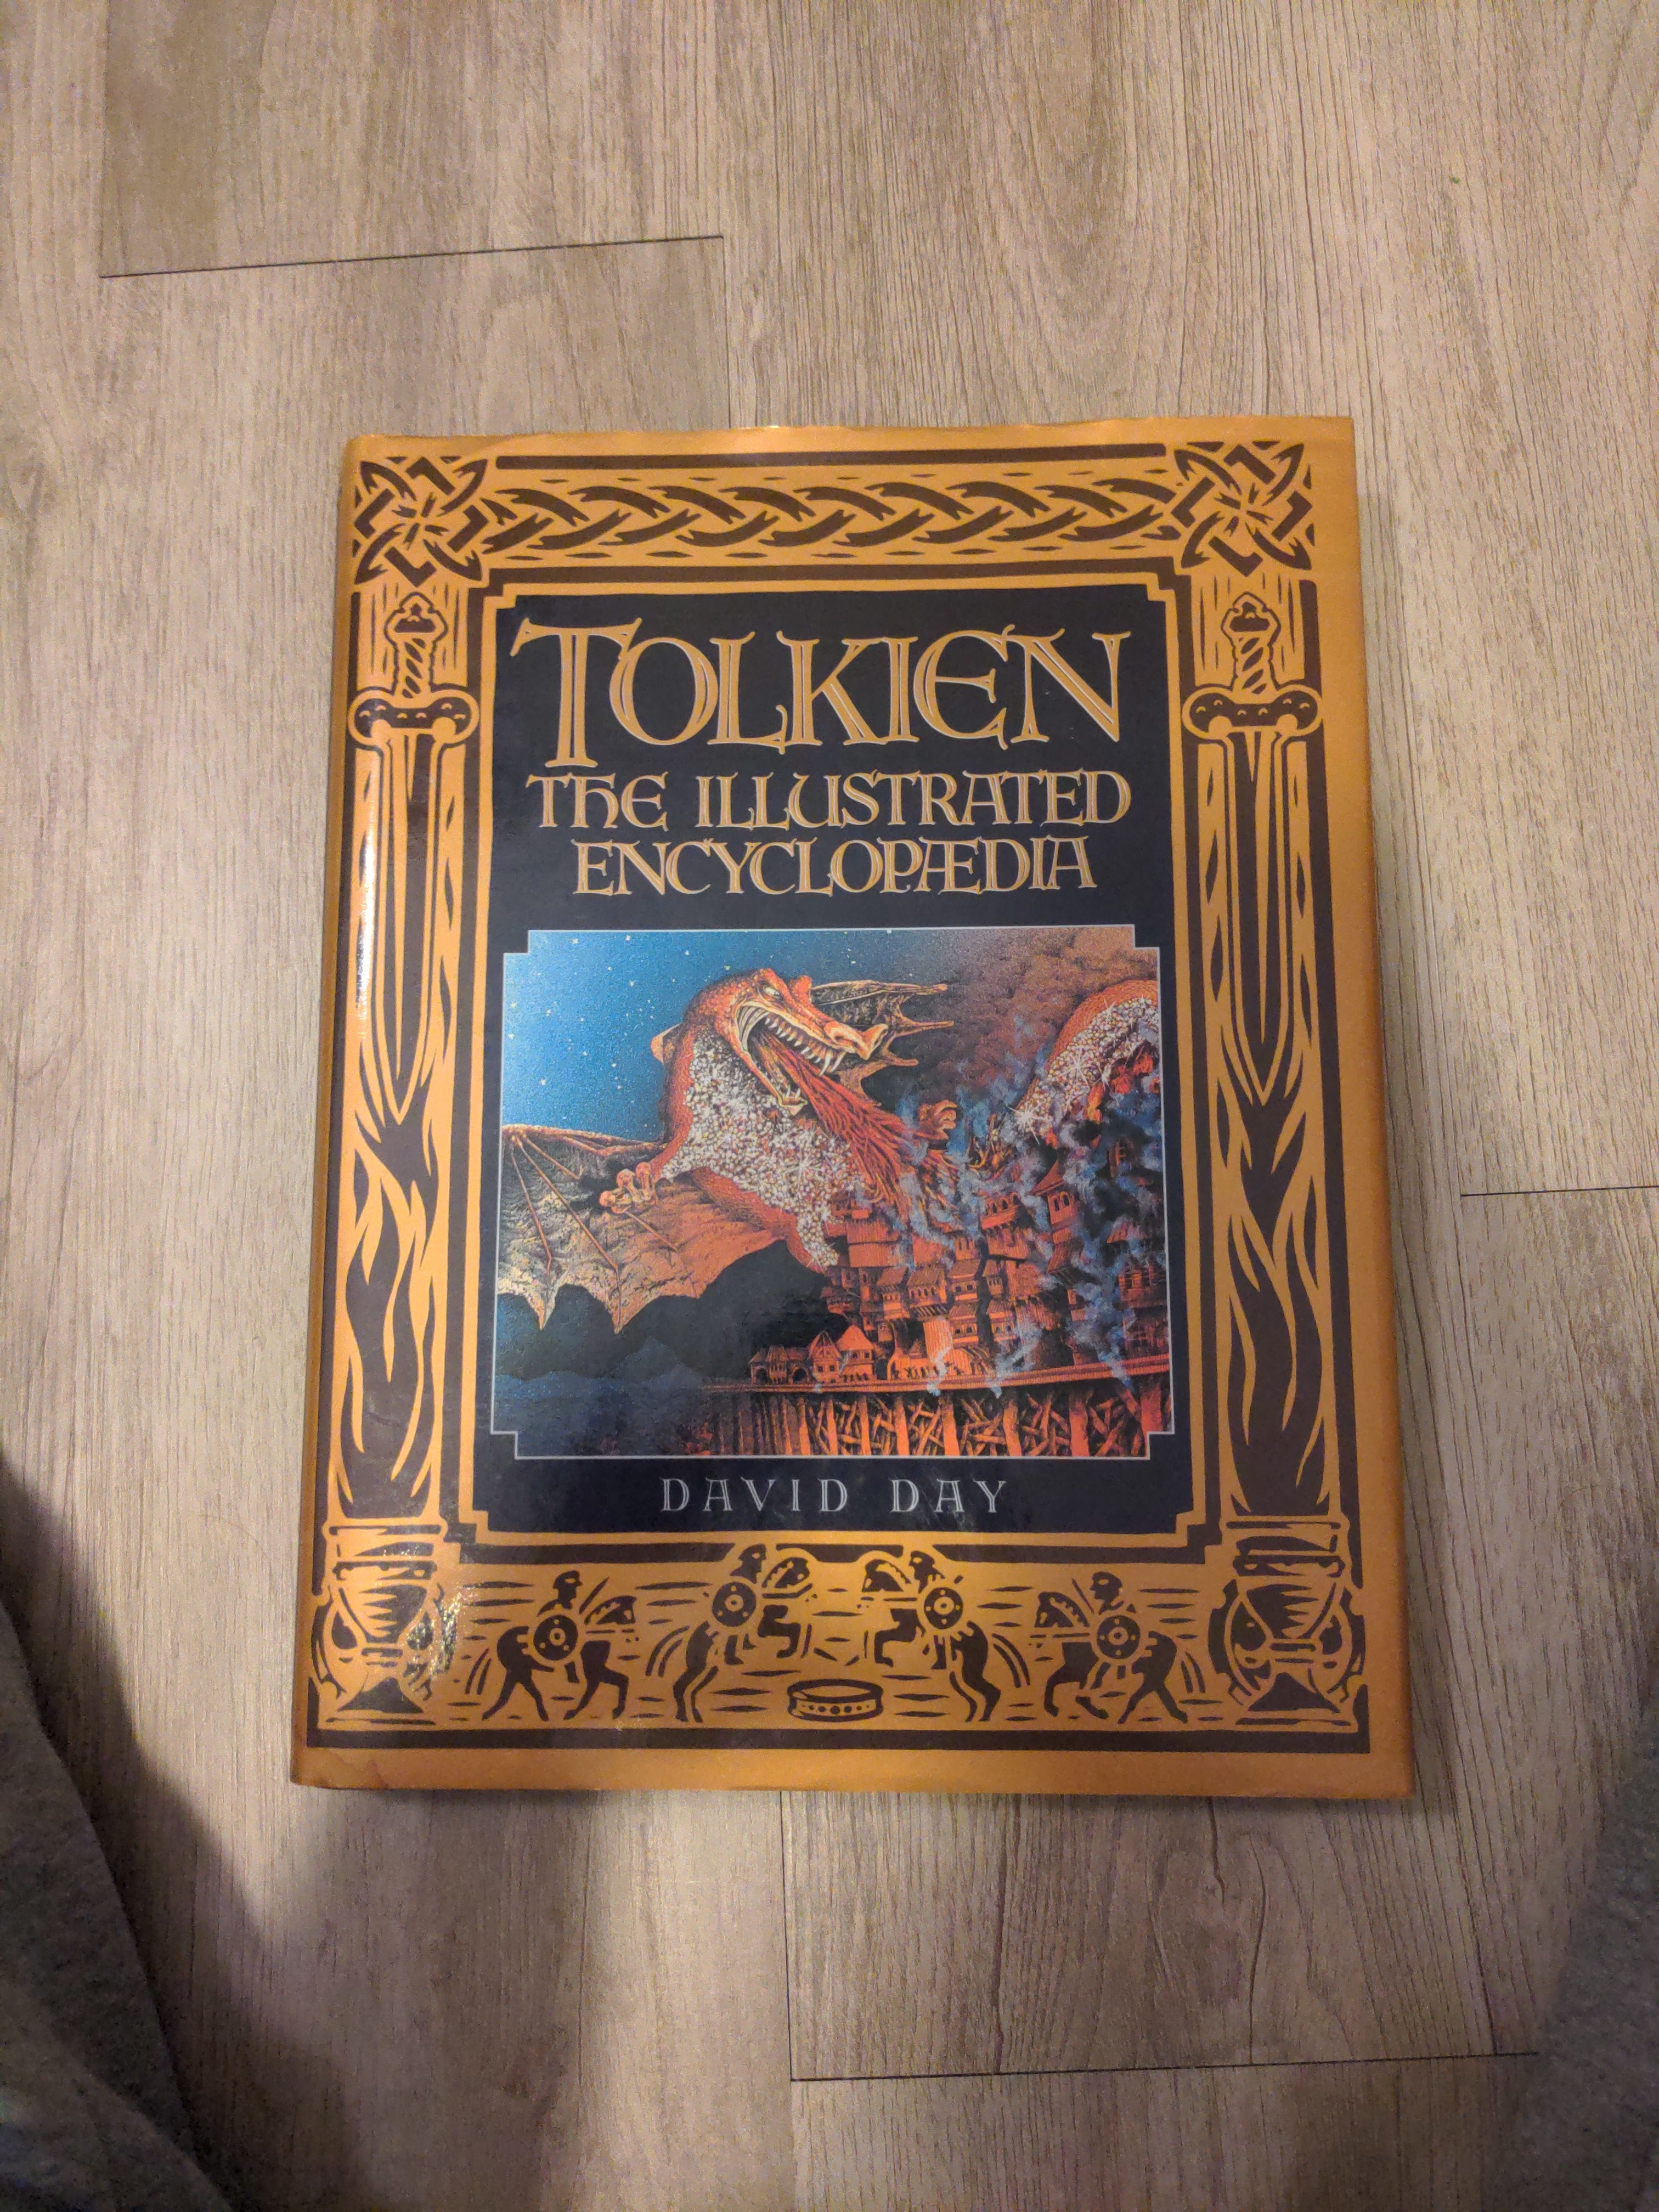 TOLKIEN
THE ILLUSTRATED
ENCYCLOPÆDIA
DAVID DAY